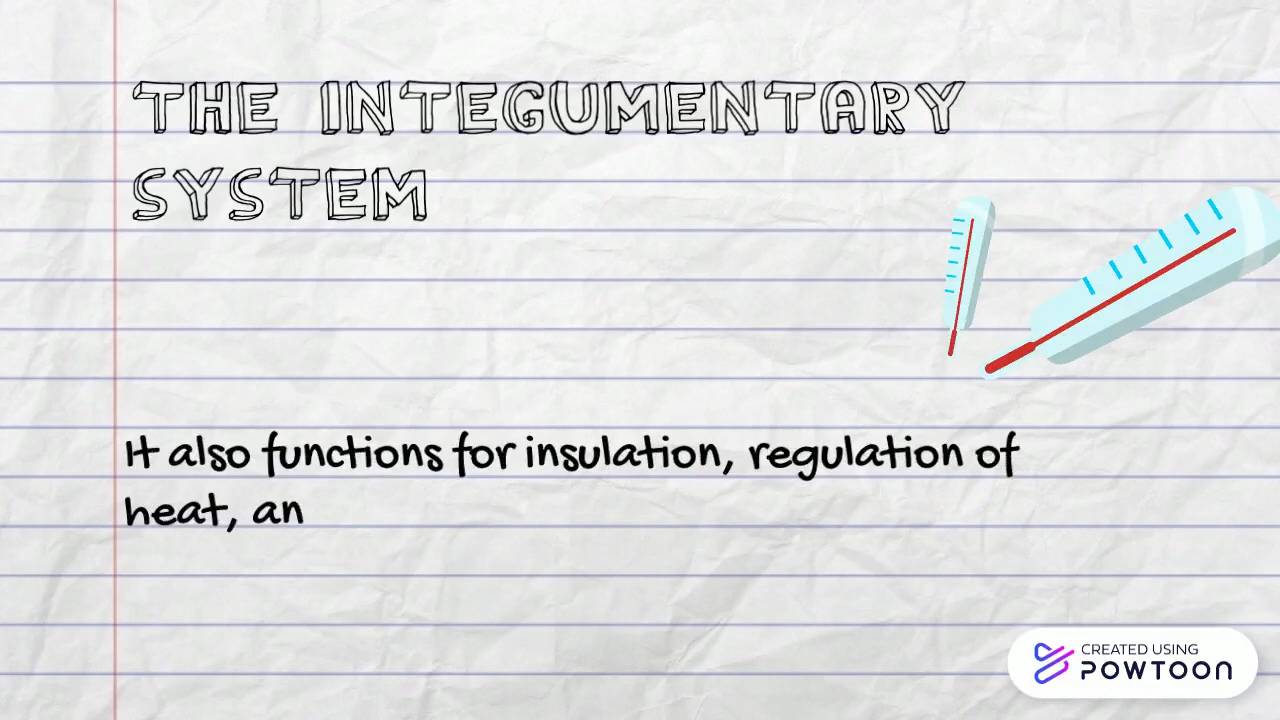 THE INTEGUMENTARY
SYSTEM
It also functions for insulation, regulation of
heat, an
CREATED USING
POWTOON